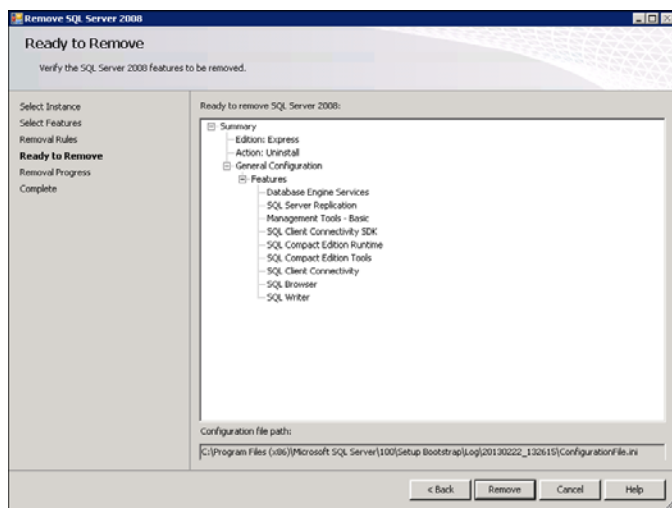 Remove SQL Server 2008
Ready to Remove
Verify the SQL Server 2008 features to be removed.
Select Instance
Select Features
Removal Rules
Ready to Remove
Removal Progress
Complete
Ready to remove SQL Server 2008:
Summary
Edition: Express
Action: Uninstall
General Configuration
Features
Database Engine Services
SQL Server Replication
Management Tools - Basic
SQL Client Connectivity SDK
SQL Compact Edition Runtime
SQL Compact Edition Tools
SQL Client Connectivity
SQL Browser
SQL Writer
Configuration file path:
C:\Program Files (x86)\Microsoft SQL Server\100\Setup Bootstrap\Log\20130222_132615\ConfigurationFile.ini
< Back Remove Cancel Help